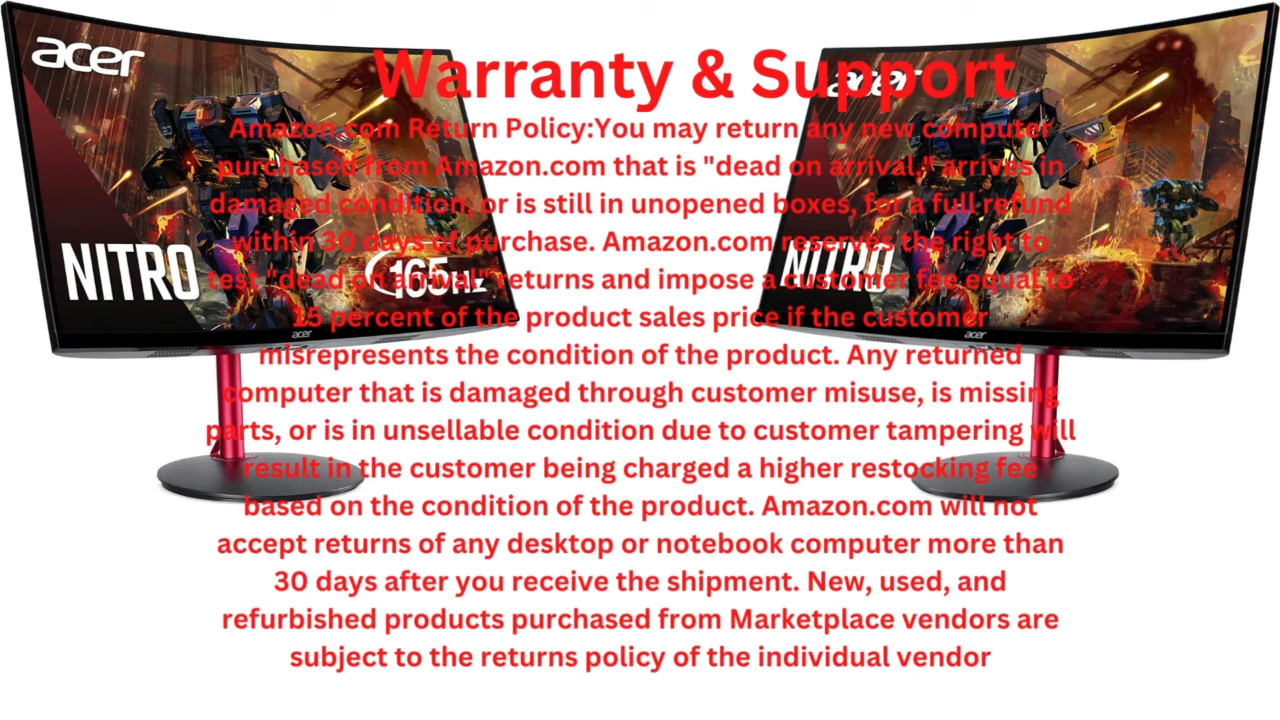 acer
acer
Warranty & Support
Amazon.com Return Policy:You may return any new computer
purchased from Amazon.com that is "dead on arrival," arrives in
damaged condition, or is still in unopened boxes, for a full refund
within 30 days of purchase. Amazon.com reserves the right to
NITRO
NITRO
test "dead on arrival" returns and impose a customer fee equal to
165Hz
15 percent of the product sales price if the customer
acer
acer
misrepresents the condition of the product. Any returned
computer that is damaged through customer misuse, is missing
parts, or is in unsellable condition due to customer tampering will
result in the customer being charged a higher restocking fee
based on the condition of the product. Amazon.com will not
accept returns of any desktop or notebook computer more than
30 days after you receive the shipment. New, used, and
refurbished products purchased from Marketplace vendors are
subject to the returns policy of the individual vendor